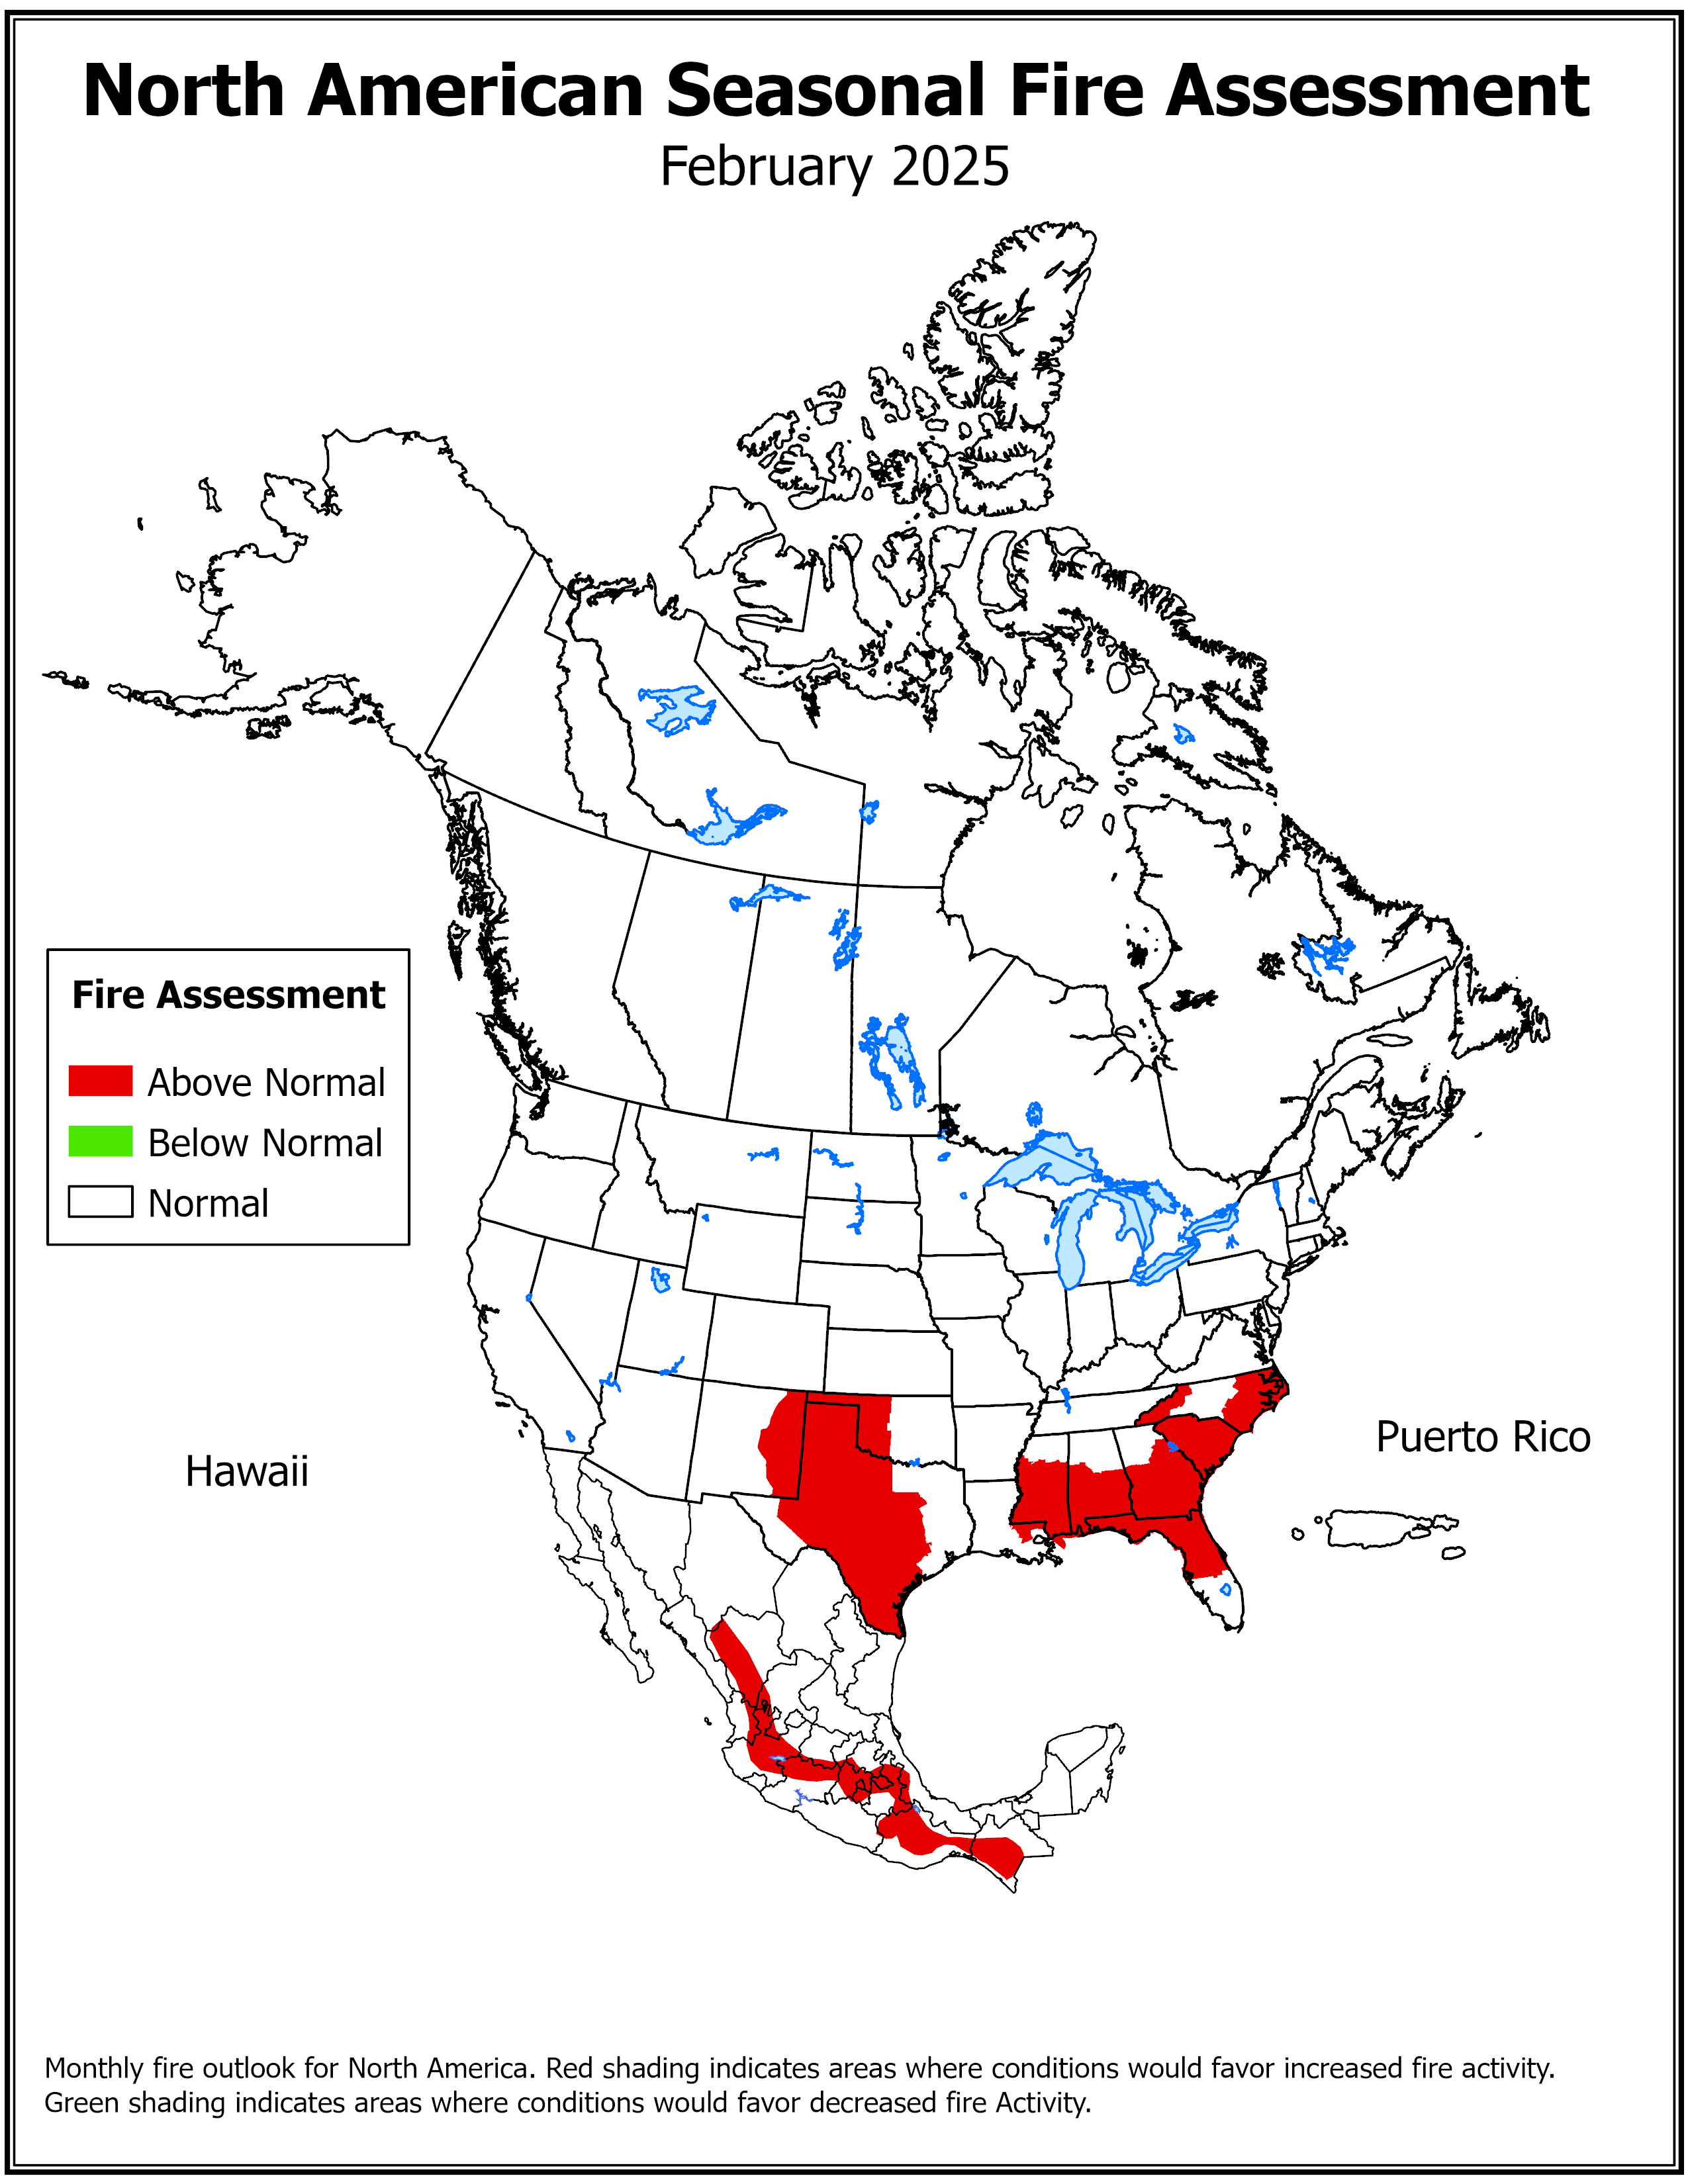 North American Seasonal Fire Assessment
February 2025
Fire Assessment
Above Normal
Below Normal
Normal
Hawaii
Puerto Rico
Monthly fire outlook for North America. Red shading indicates areas where conditions would favor increased fire activity.
Green shading indicates areas where conditions would favor decreased fire Activity.